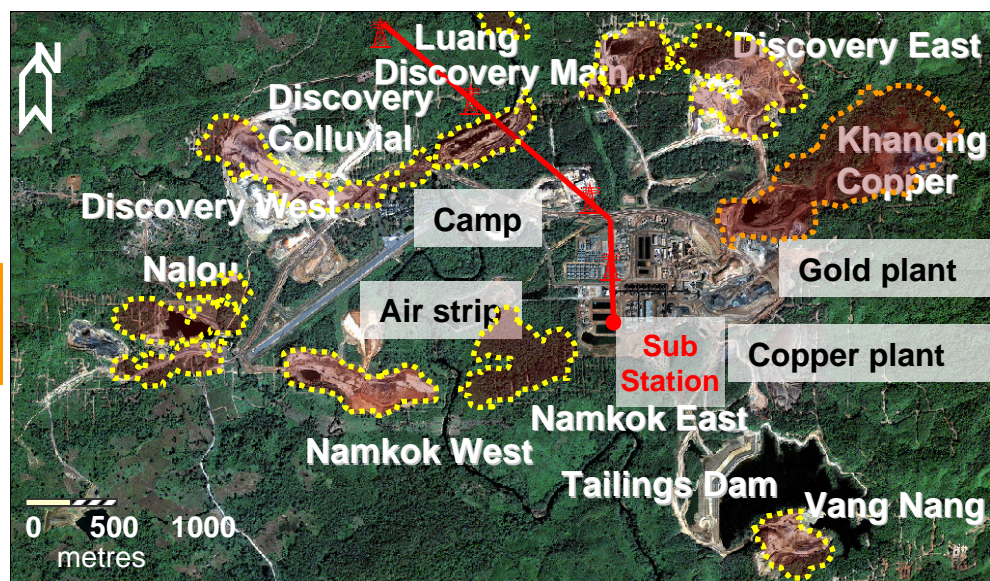 N
Luang
Discovery East
Discovery Main
Discovery
Colluvial
Khanong
Copper
Discovery West
Camp
Nalou
Gold plant
Air strip
Sub
Station
Copper plant
Namkok East
Namkok West
Tailings Dam
Vang Nang
0 500 1000
metres